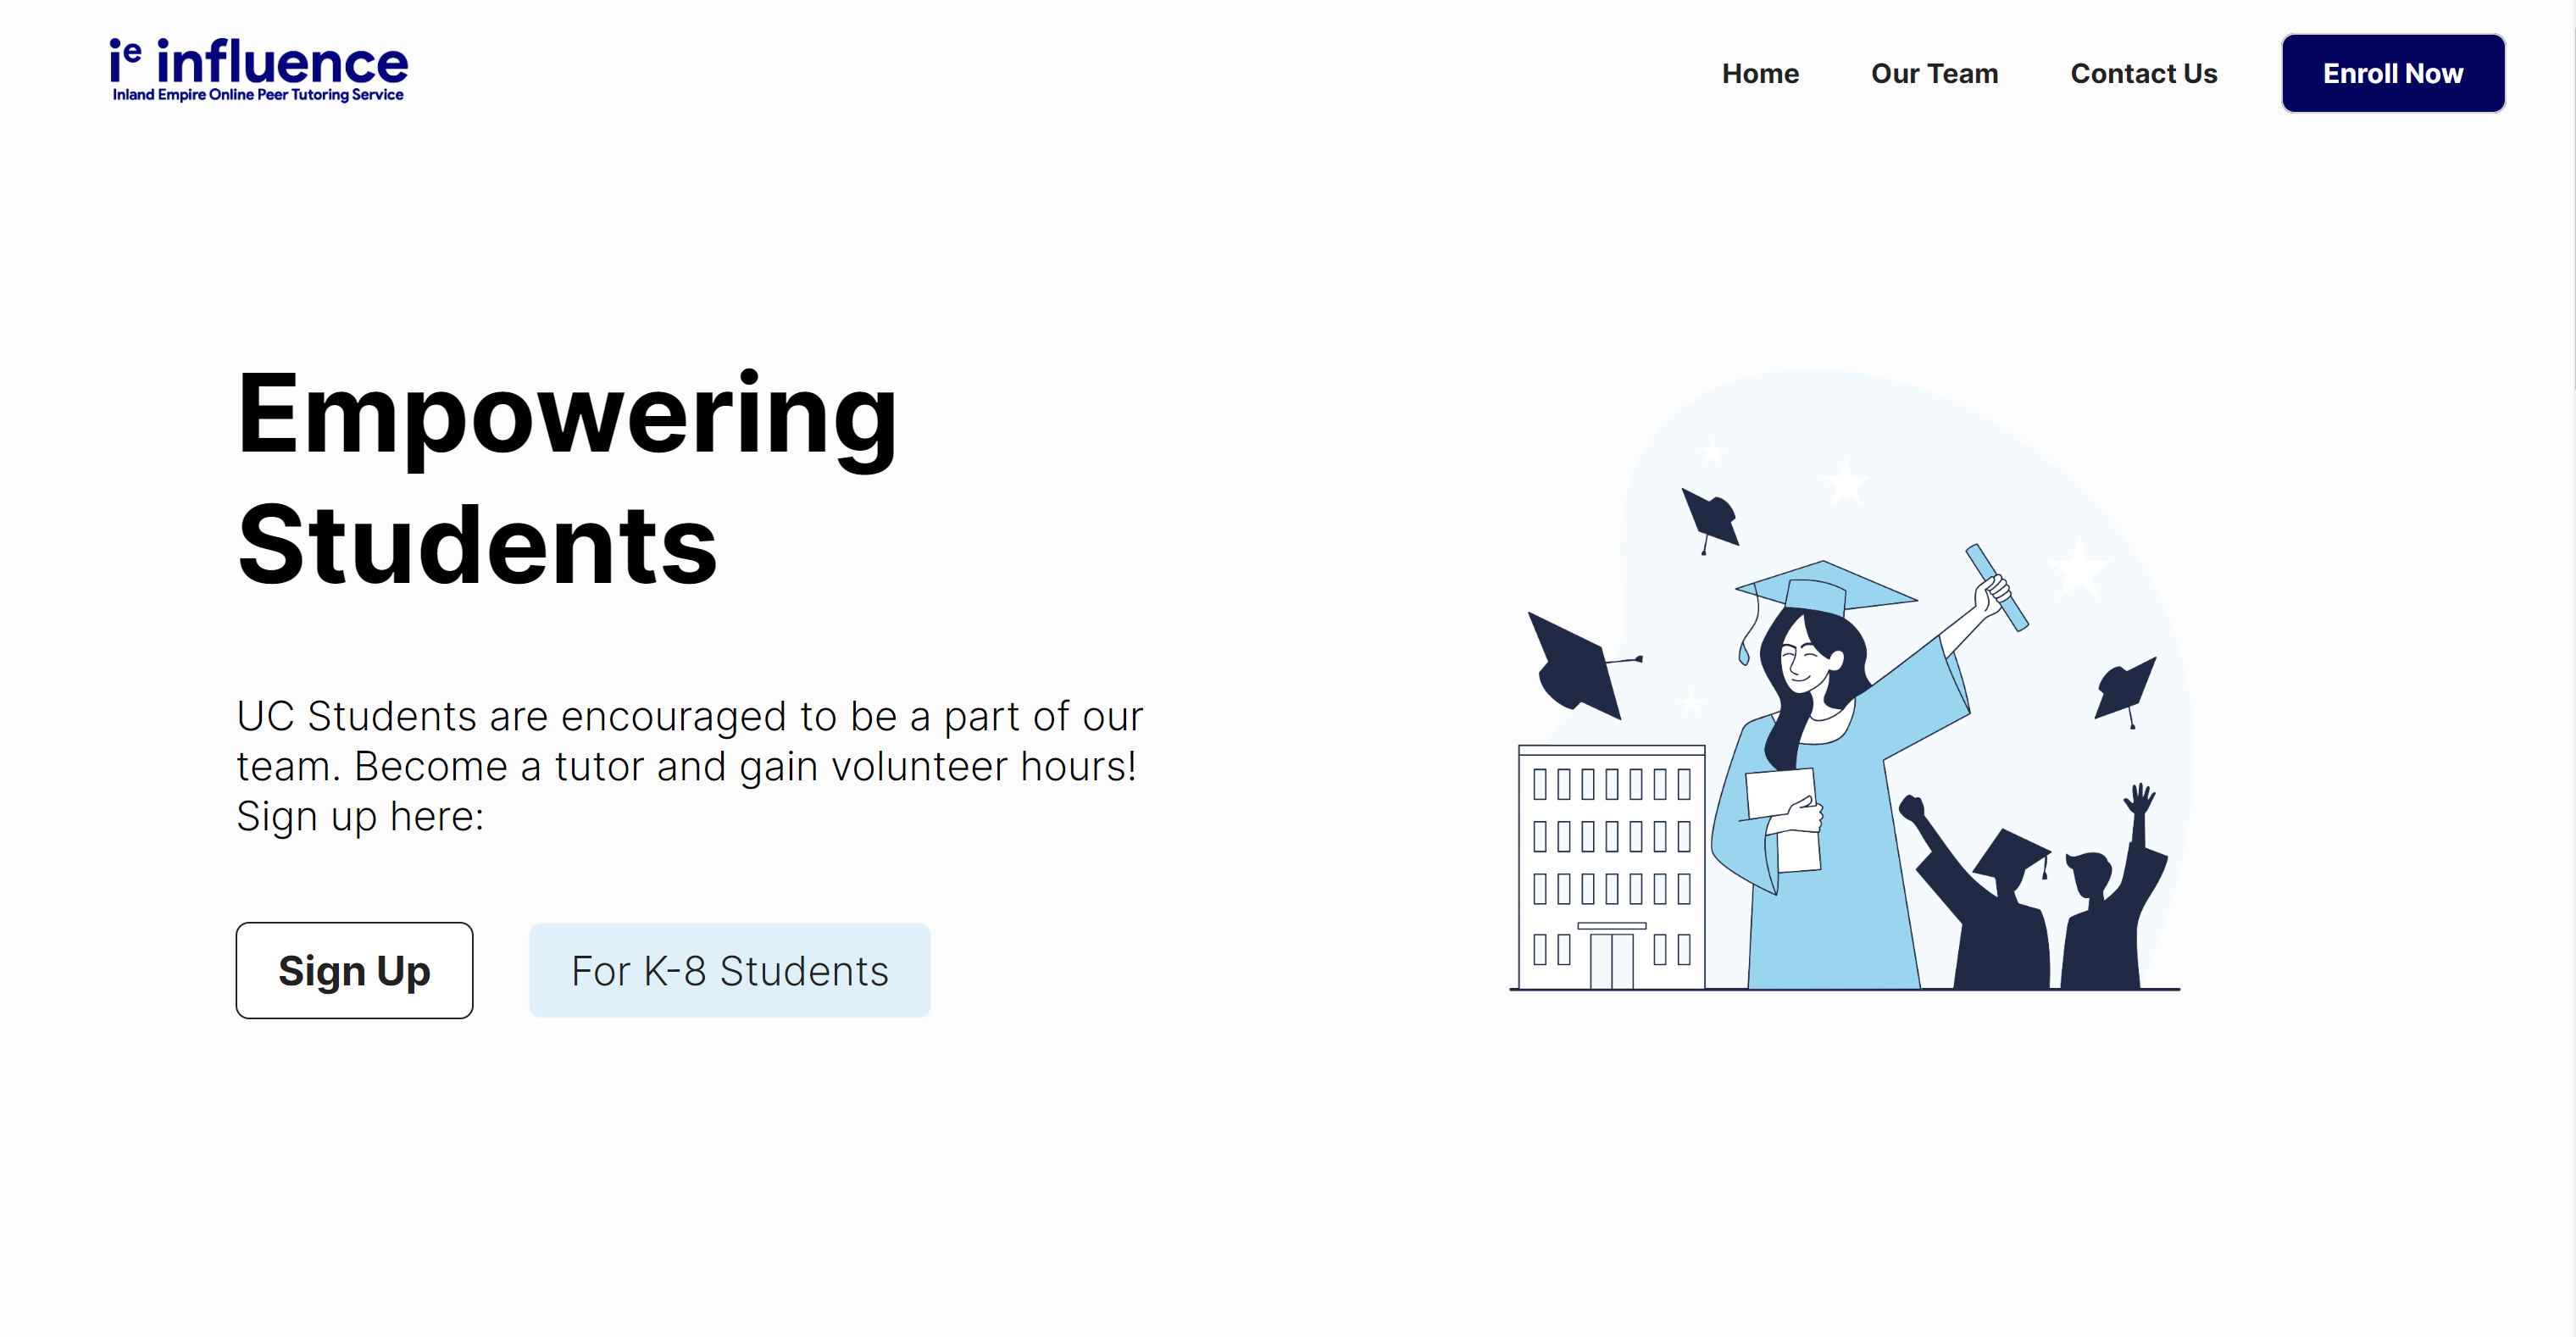 ie influence
Inland Empire Online Peer Tutoring Service
Home
Our Team
Contact Us
Enroll Now
Empowering
Students
UC Students are encouraged to be a part of our
team. Become a tutor and gain volunteer hours!
Sign up here:
Sign Up
For K-8 Students